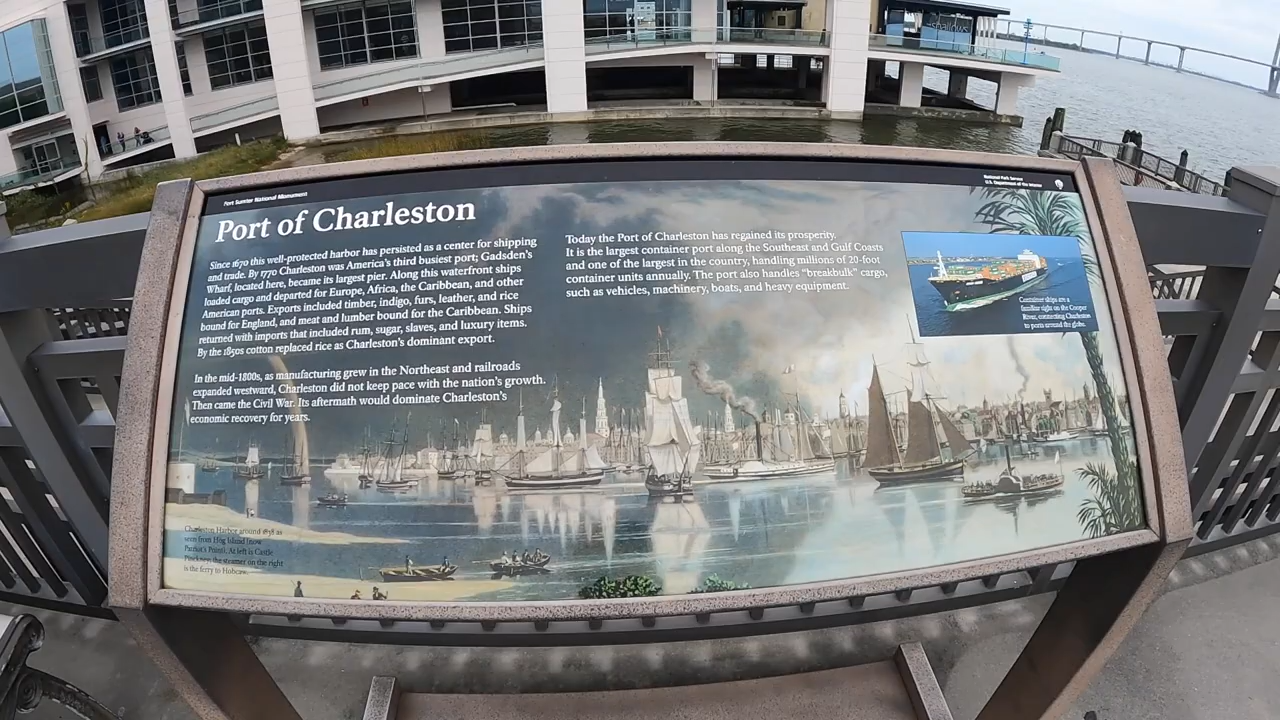 Fort Sumter National Monument
National Park Service
U.S. Department of the Interior
Port of Charleston
Since 1670 this well-protected harbor has persisted as a center for shipping
and trade. By 1770 Charleston was America's third busiest port; Gadsden's
Wharf, located here, became its largest pier. Along this waterfront ships
loaded cargo and departed for Europe, Africa, the Caribbean, and other
American ports. Exports included timber, indigo, furs, leather, and rice
bound for England, and meat and lumber bound for the Caribbean. Ships
returned with imports that included rum, sugar, slaves, and luxury items.
By the 1850s cotton replaced rice as Charleston's dominant export.
In the mid-1800s, as manufacturing grew in the Northeast and railroads
expanded westward, Charleston did not keep pace with the nation's growth.
Then came the Civil War. Its aftermath would dominate Charleston's
economic recovery for years.
Today the Port of Charleston has regained its prosperity.
It is the largest container port along the Southeast and Gulf Coasts
and one of the largest in the country, handling millions of 20-foot
container units annually. The port also handles "breakbulk" cargo,
such as vehicles, machinery, boats, and heavy equipment.
Container ships are a
familiar sight on the Cooper
River, connecting Charleston
to ports around the globe.
Charleston Harbor around 1838 as
seen from Hog Island (now
Patriot's Point). At left is Castle
Pinckney; the steamer on the right
is the ferry to Hobcaw.